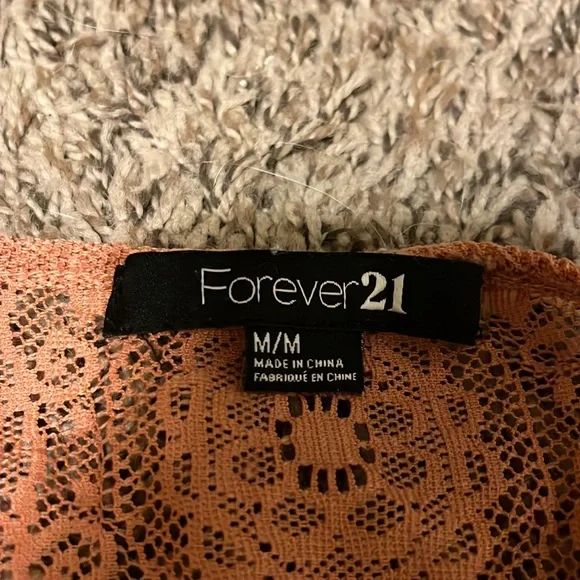 Forever21
M/M
MADE IN CHINA
FABRIQUÉ EN CHINE